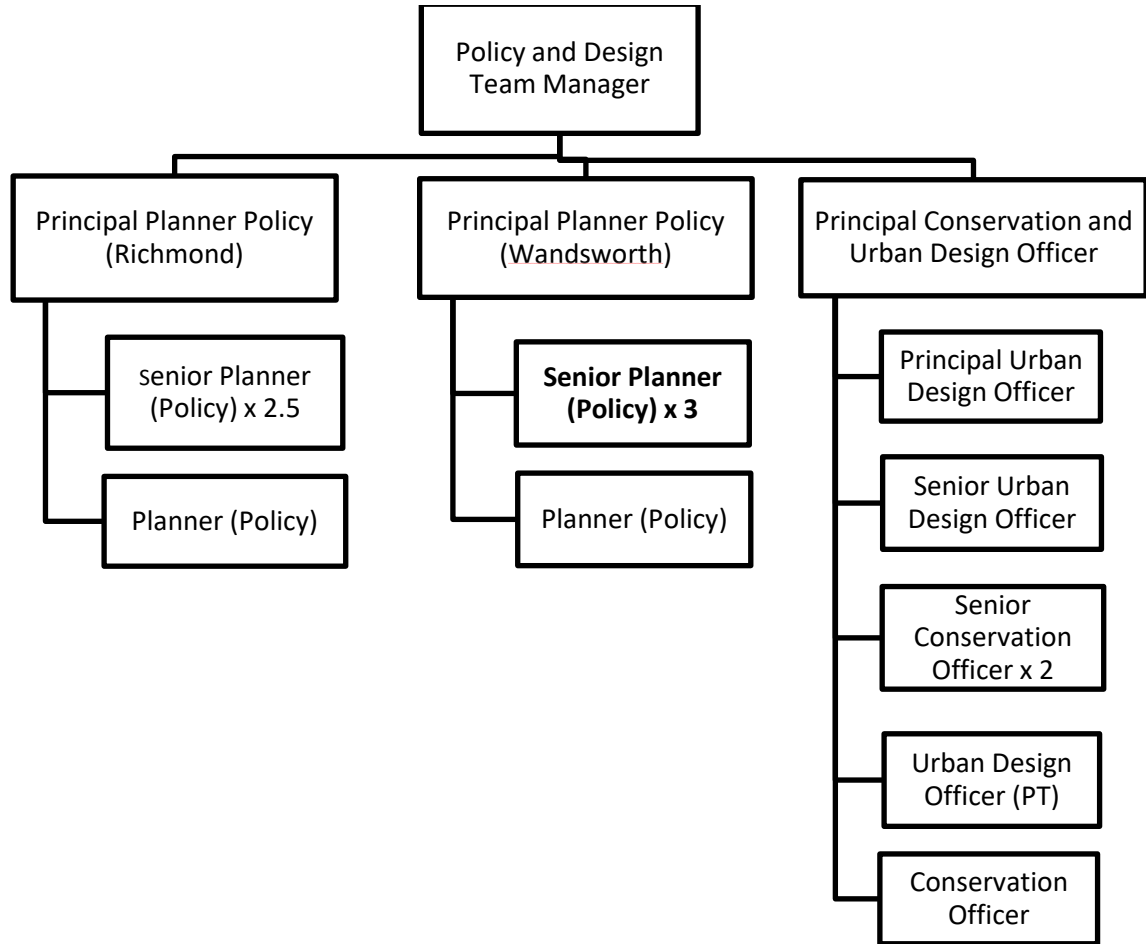 Policy and Design
Team Manager
Principal Planner Policy
(Richmond)
Principal Planner Policy
(Wandsworth)
Principal Conservation and
Urban Design Officer
senior Planner
(Policy) x 2.5
Planner (Policy)
Senior Planner
(Policy) x 3
Planner (Policy)
Principal Urban
Design Officer
Senior Urban
Design Officer
Senior
Conservation
Officer x 2
Urban Design
Officer (PT)
Conservation
Officer